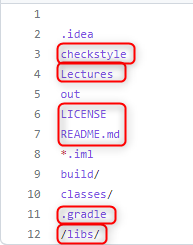 1
2 .idea
3 checkstyle
4 Lectures
5 out
6 LICENSE
7 README.md
8 *.iml
9 build/
10 classes/
11 .gradle
12 /libs/